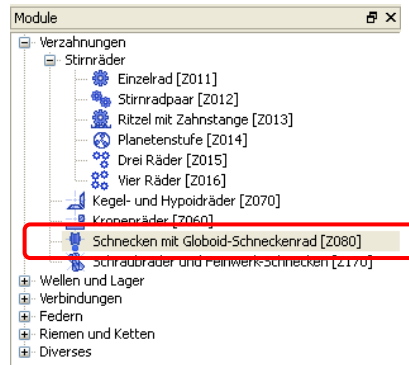 Module
Verzahnungen
Stirnräder
Einzelrad [Z011]
Stirnradpaar [Z012]
Ritzel mit Zahnstange [Z013]
Planetenstufe [Z014]
Drei Räder [Z015]
Vier Räder [Z016]
Kegel- und Hypoidräder [Z070]
Kronenräder [Z060]
Schnecken mit Globoid-Schneckenrad [Z080]
Schraubräder und Feinwerk-Schnecken [Z170]
Wellen und Lager
Verbindungen
Federn
Riemen und Ketten
Diverses